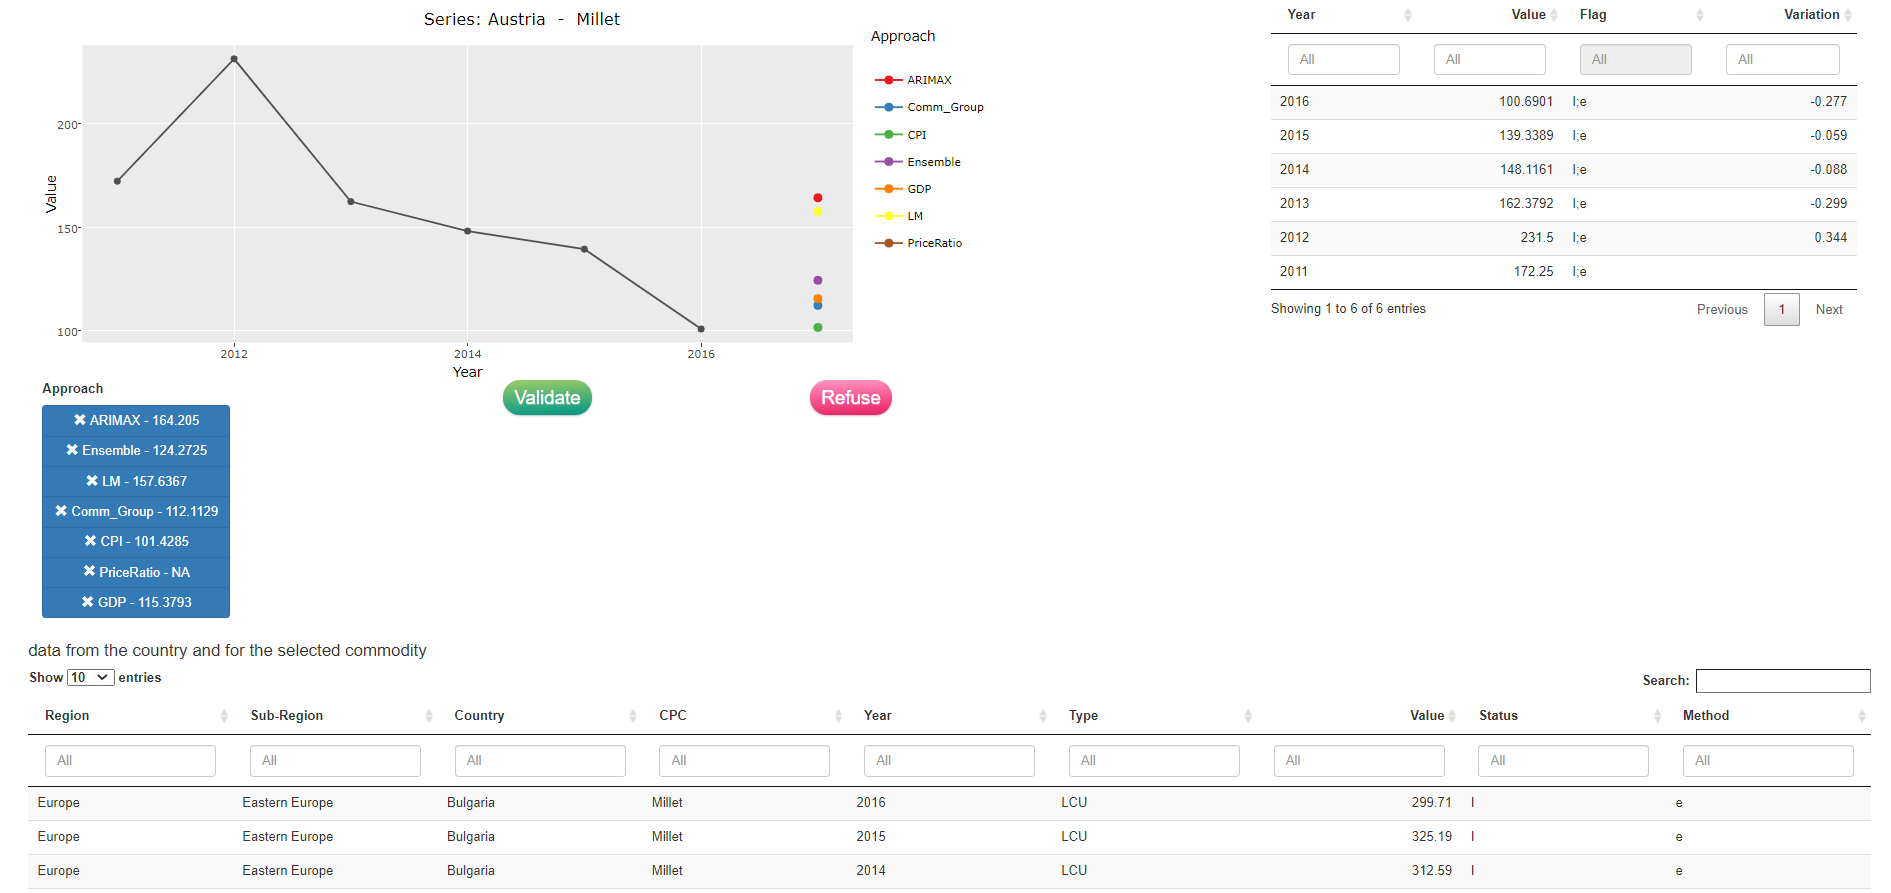 Series: Austria - Millet
Value
200
150
100
2012 2014 2016
Year
Approach
ARIMAX
Comm_Group
CPI
Ensemble
GDP
LM
PriceRatio
Year Value Flag Variation
All All All All
2016 100.6901 I;e -0.277
2015 139.3389 I;e -0.059
2014 148.1161 I;e -0.088
2013 162.3792 I;e -0.299
2012 231.5 I;e 0.344
2011 172.25 I;e
Showing 1 to 6 of 6 entries Previous 1 Next
Approach
Validate Refuse
ARIMAX - 164.205
Ensemble - 124.2725
LM - 157.6367
Comm_Group - 112.1129
CPI - 101.4285
PriceRatio - NA
GDP - 115.3793
data from the country and for the selected commodity
Show 10 entries Search:
Region Sub-Region Country CPC Year Type Value Status Method
All All All All All All All All All
Europe Eastern Europe Bulgaria Millet 2016 LCU 299.71 I e
Europe Eastern Europe Bulgaria Millet 2015 LCU 325.19 I e
Europe Eastern Europe Bulgaria Millet 2014 LCU 312.59 I e